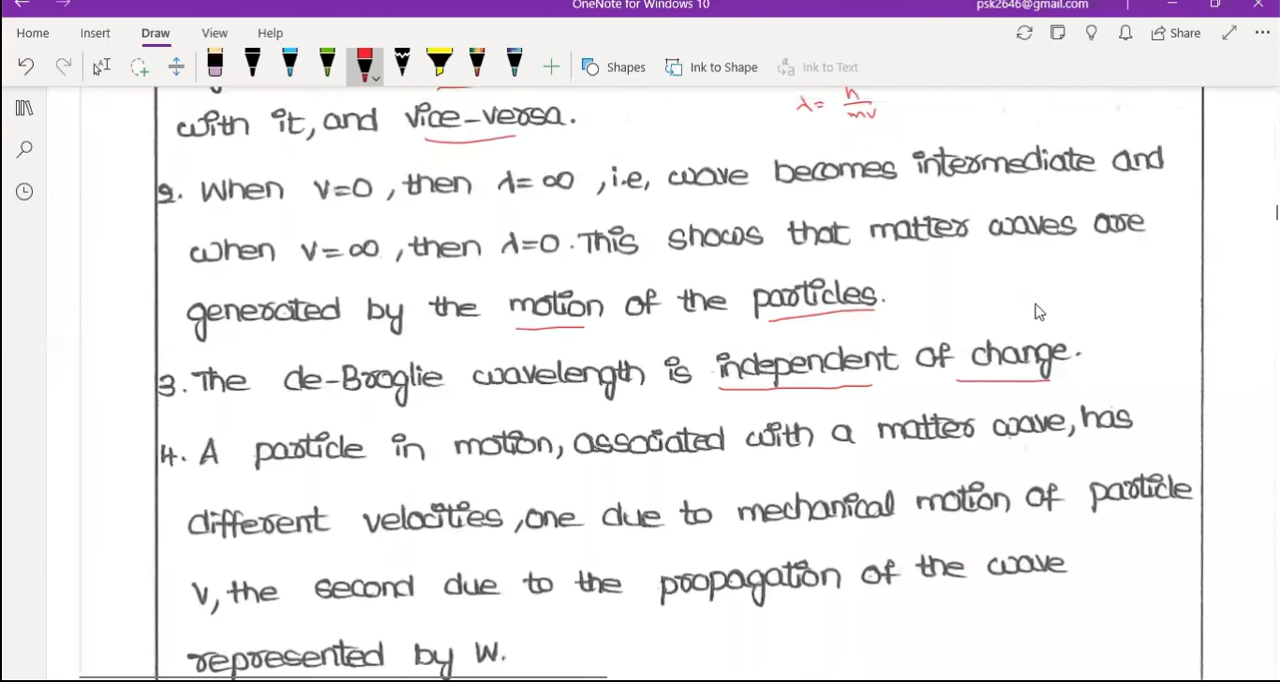 OneNote for Windows 10
psk2646@gmail.com
Home Insert Draw View Help
Share
Shapes Ink to Shape Ink to Text
with it, and vice-versa.
λ= h/mv
2. When v=0, then λ=∞, i.e, wave becomes intermediate and
when v=∞, then λ=0. This shows that matter waves are
generated by the motion of the particles.
3. The de-Broglie wavelength is independent of change.
4. A particle in motion, associated with a matter wave, has
different velocities, one due to mechanical motion of particle
v, the second due to the propagation of the wave
represented by W.